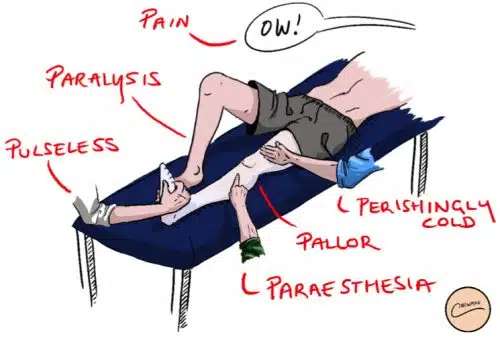 PAIN
OW!
PARALYSIS
PULSELESS
PERISHINGLY
COLD
PALLOR
PARAESTHESIA